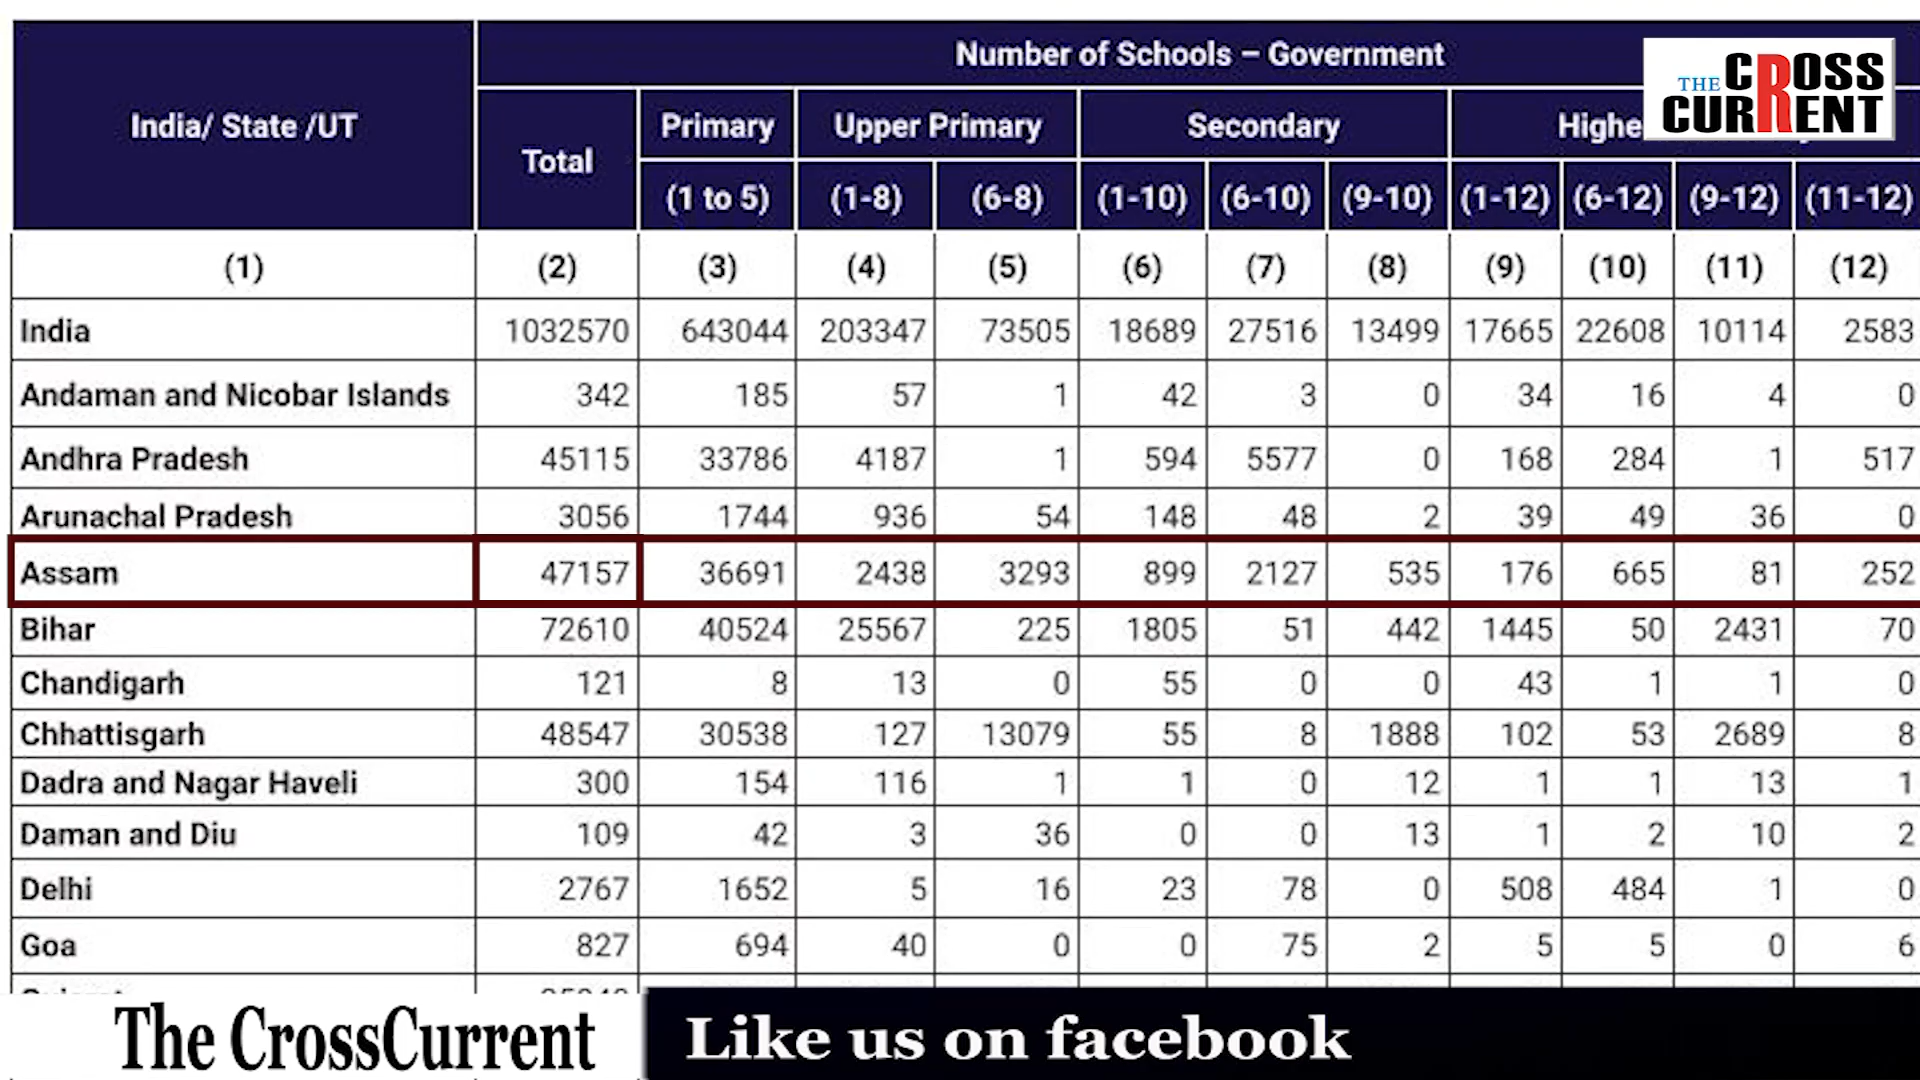 Number of Schools – Government
THE CROSS
CURRENT
India/ State /UT
Total
Primary
Upper Primary
Secondary
(1 to 5)
(1-8)
(6-8)
(1-10)
(6-10)
(9-10)
(1-12)
(6-12)
(9-12)
(11-12)
(1) (2) (3) (4) (5) (6) (7) (8) (9) (10) (11) (12)
India 1032570 643044 203347 73505 18689 27516 13499 17665 22608 10114 2583
Andaman and Nicobar Islands 342 185 57 1 42 3 0 34 16 4 0
Andhra Pradesh 45115 33786 4187 1 594 5577 0 168 284 1 517
Arunachal Pradesh 3056 1744 936 54 148 48 2 39 49 36 0
Assam 47157 36691 2438 3293 899 2127 535 176 665 81 252
Bihar 72610 40524 25567 225 1805 51 442 1445 50 2431 70
Chandigarh 121 8 13 0 55 0 0 43 1 1 0
Chhattisgarh 48547 30538 127 13079 55 8 1888 102 53 2689 8
Dadra and Nagar Haveli 300 154 116 1 1 0 12 1 1 13 1
Daman and Diu 109 42 3 36 0 0 13 1 2 10 2
Delhi 2767 1652 5 16 23 78 0 508 484 1 0
Goa 827 694 40 0 0 75 2 5 5 0 6
The CrossCurrent
Like us on facebook